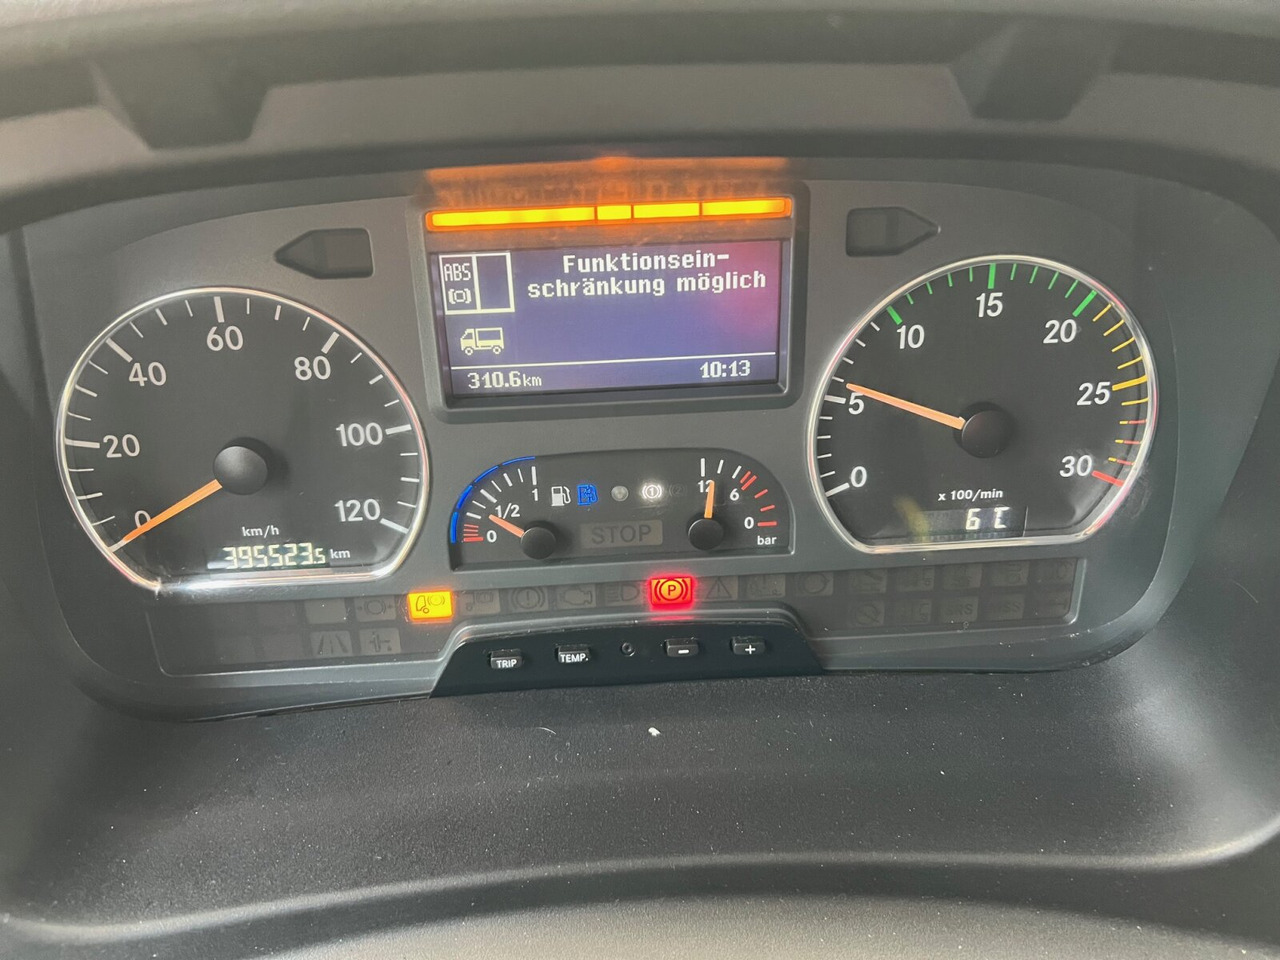 ABS
Funktionsein-
schränkung möglich
310.6km
10:13
0
20
40
60
80
100
120
km/h
395523.5 km
0
1/2
1
12
6
0
bar
STOP
0
5
10
15
20
25
30
x 100/min
6 C
P
TRIP
TEMP.
-
+